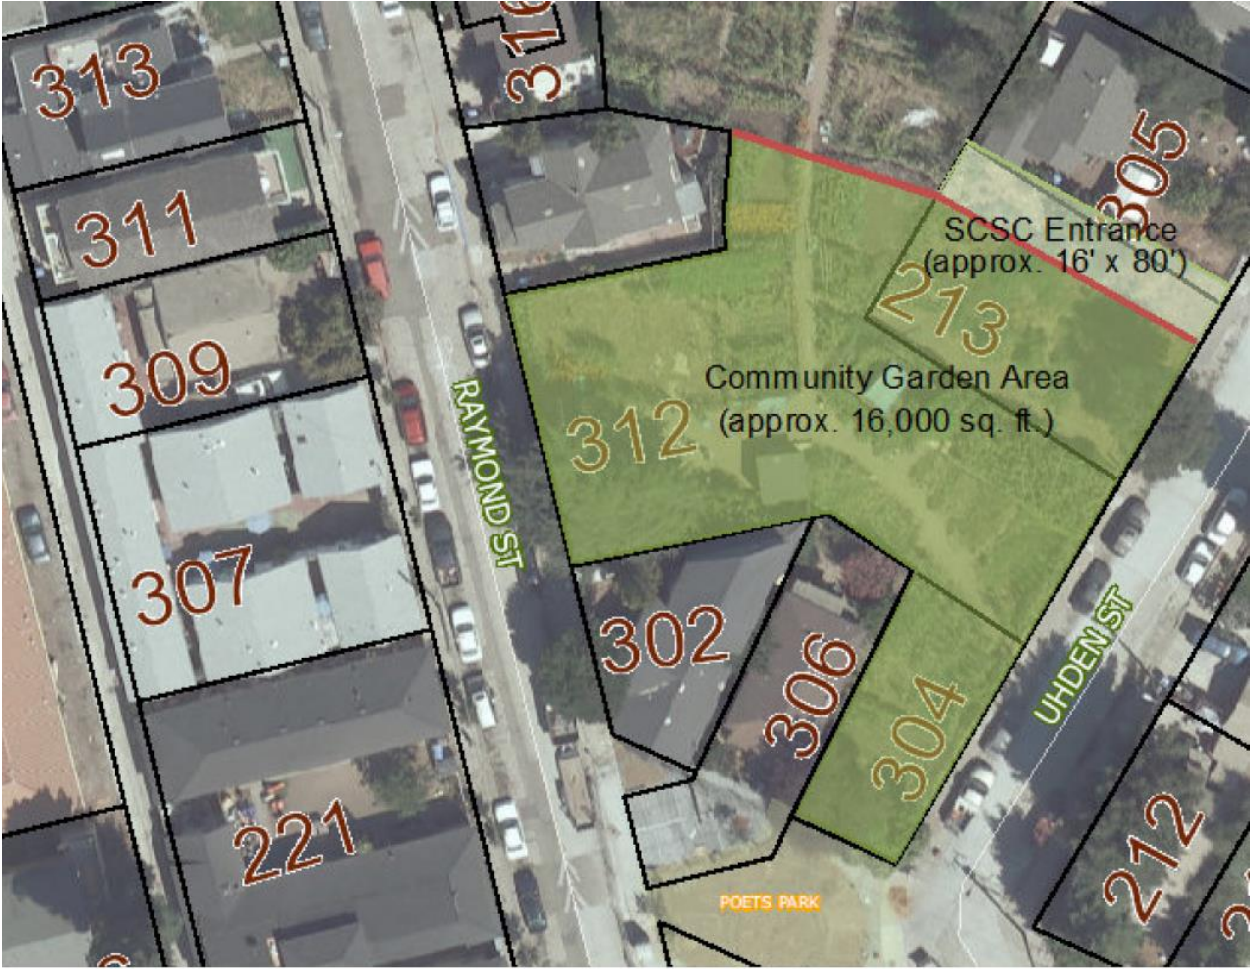 316
313
305
311
SCSC Entrance
(approx. 16' x 80')
213
309
RAYMOND ST
Community Garden Area
(approx. 16,000 sq. ft.)
312
307
302
306
UHDEN ST
304
221
212
POETS PARK